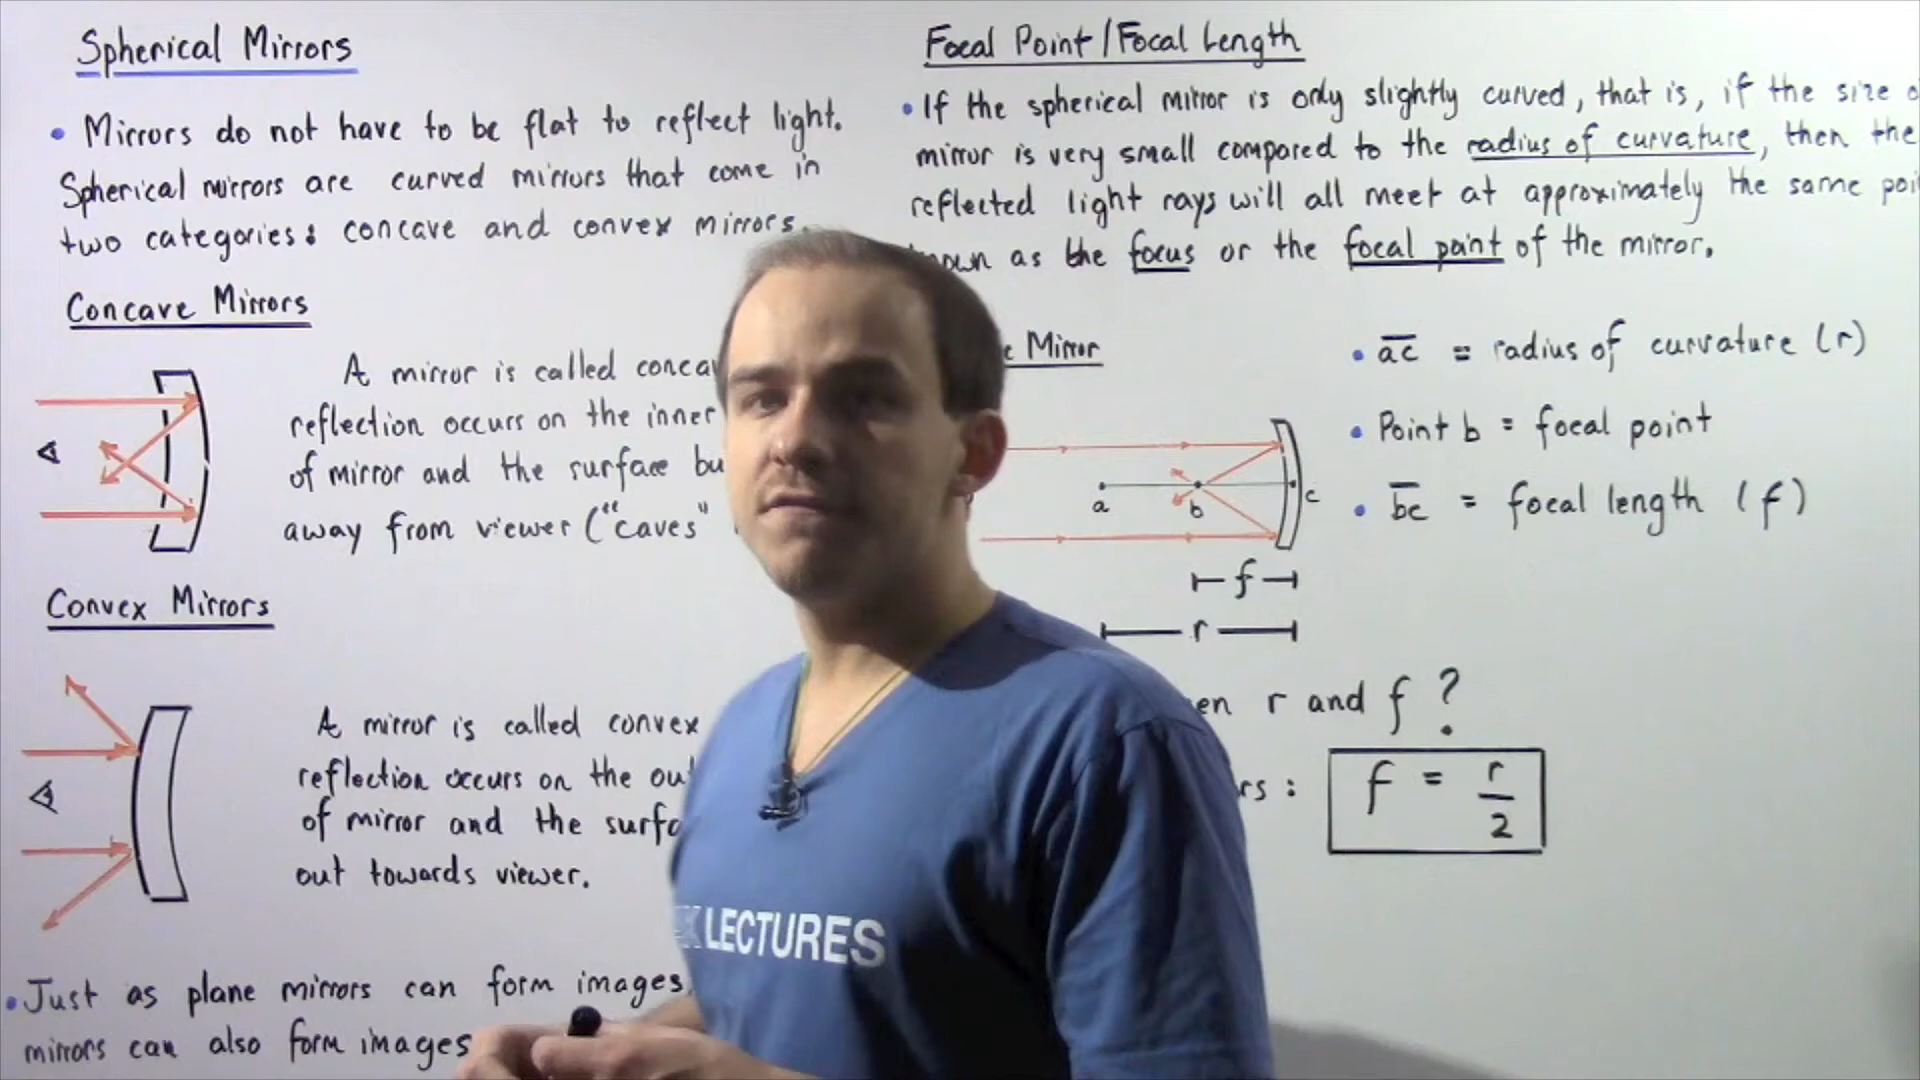 Spherical Mirrors
• Mirrors do not have to be flat to reflect light.
Spherical mirrors are curved mirrors that come in
two categories: concave and convex mirrors.
Concave Mirrors
A mirror is called
reflection occurs on the inner
of mirror and the surface
away from viewer ("caves"
Convex Mirrors
A mirror is called convex
reflection occurs on the
of mirror and the
out towards viewer.
• Just as plane mirrors can form images,
mirrors can also form images
Focal Point/Focal Length
• If the spherical mirror is only slightly curved, that is, if the size
mirror is very small compared to the radius of curvature, then the
reflected light rays will all meet at approximately the same
as the focus or the focal point of the mirror.
Mirror
a b c
f
r
• ac = radius of curvature (r)
• Point b = focal point
• bc = focal length (f)
r and f?
f = r/2
LECTURES